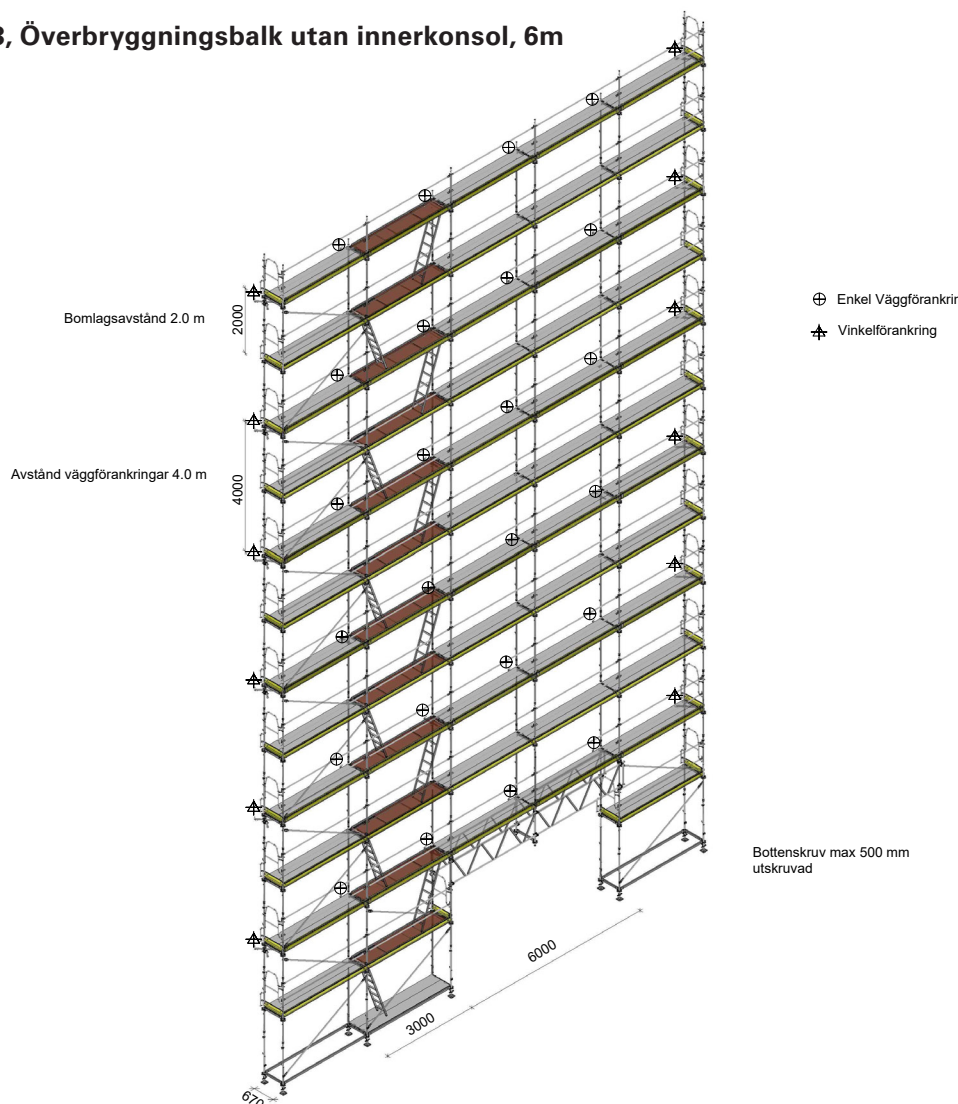 3, Överbryggningsbalk utan innerkonsol, 6m
Bomlagsavstånd 2.0 m
2000
Avstånd väggförankringar 4.0 m
4000
Enkel
Vinkelförankring
Bottenskruv max 500 mm
utskruvad
6000
3000
670